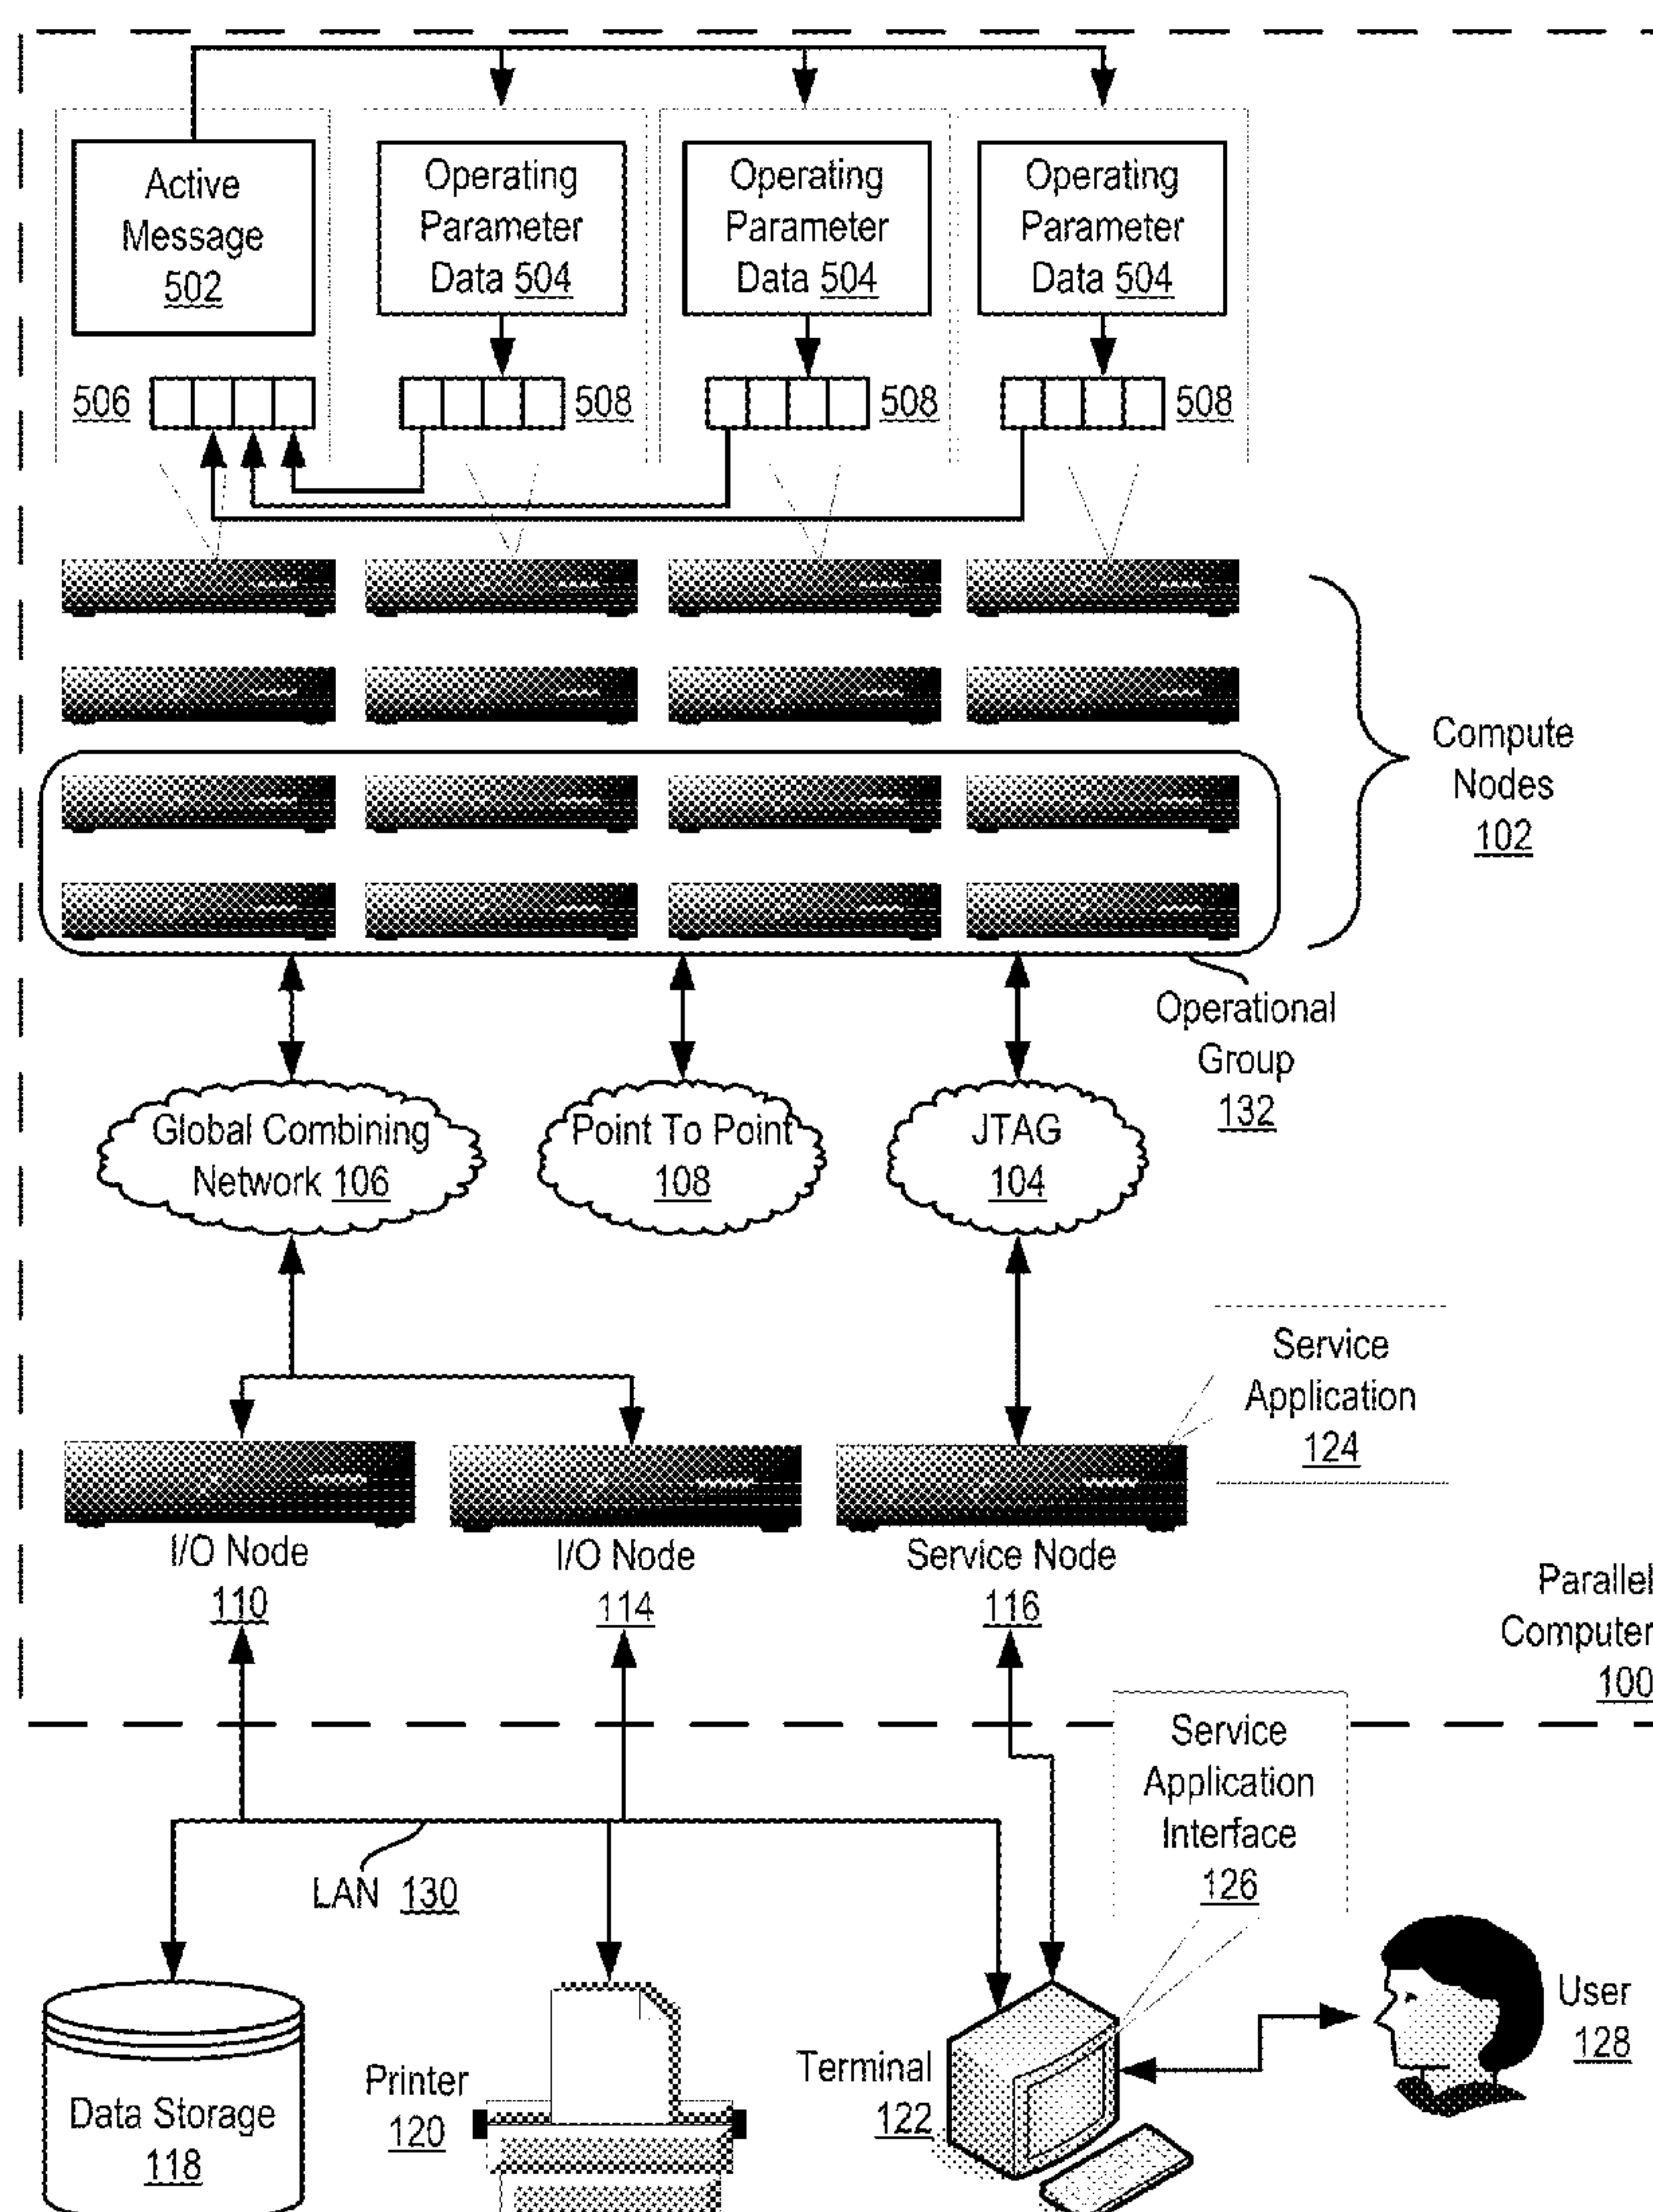 Active
Message
502
Operating
Parameter
Data 504
Operating
Parameter
Data 504
Operating
Parameter
Data 504
506
508
508
508
Compute
Nodes
102
Operational
Group
132
Global Combining
Network 106
Point To Point
108
JTAG
104
Service
Application
124
I/O Node
110
I/O Node
114
Service Node
116
Parallel
Computer
100
Service
Application
Interface
126
LAN 130
Data Storage
118
Printer
120
Terminal
122
User
128